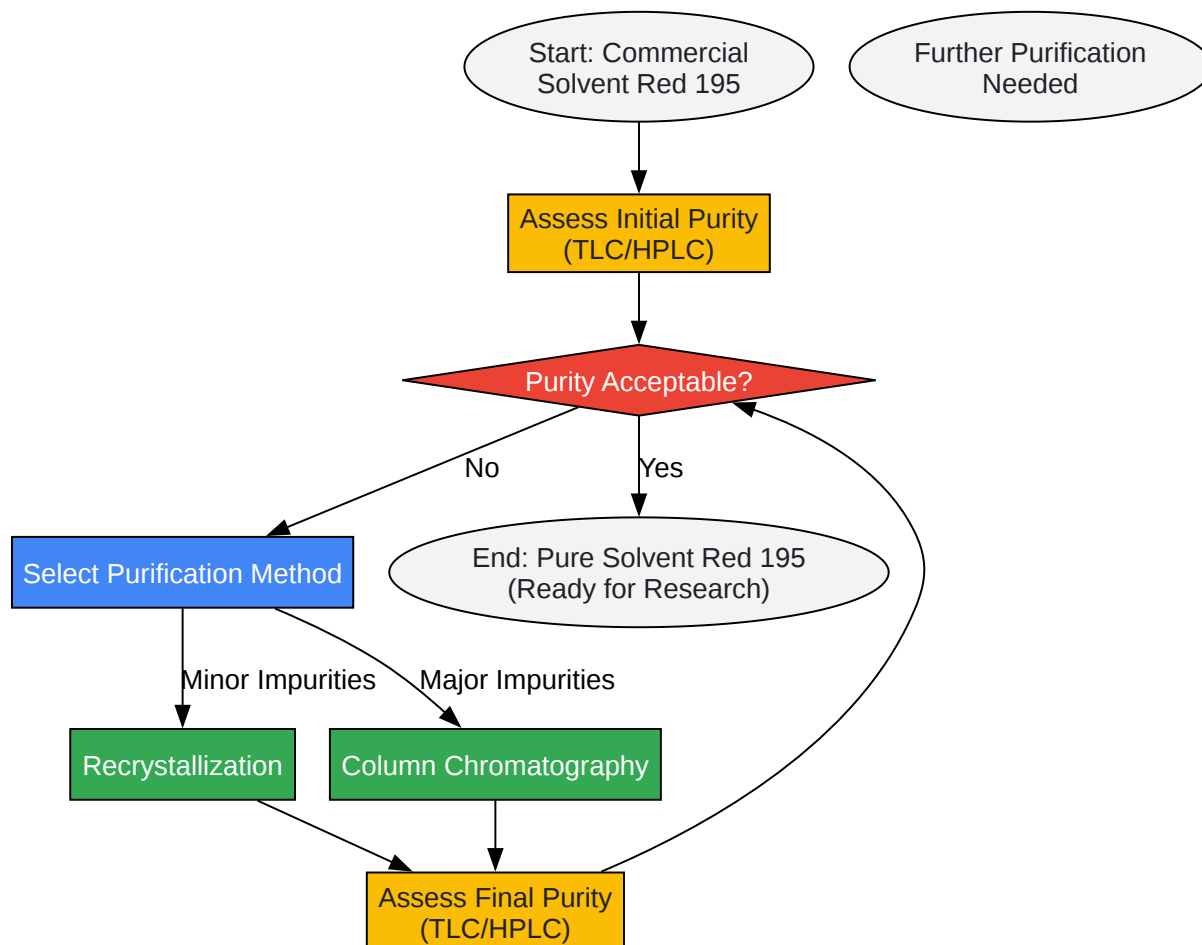 Start: Commercial
Solvent Red 195
Further Purification
Needed
Assess Initial Purity
(TLC/HPLC)
Purity Acceptable?
No
Yes
Select Purification Method
End: Pure Solvent Red 195
(Ready for Research)
Minor Impurities
Major Impurities
Recrystallization
Column Chromatography
Assess Final Purity
(TLC/HPLC)